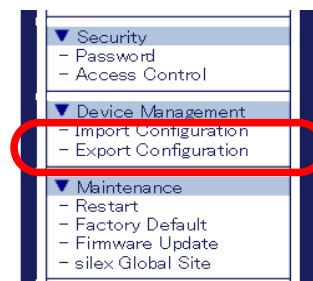 ▼ Security
- Password
- Access Control
▼ Device Management
- Import Configuration
- Export Configuration
▼ Maintenance
- Restart
- Factory Default
- Firmware Update
- silex Global Site